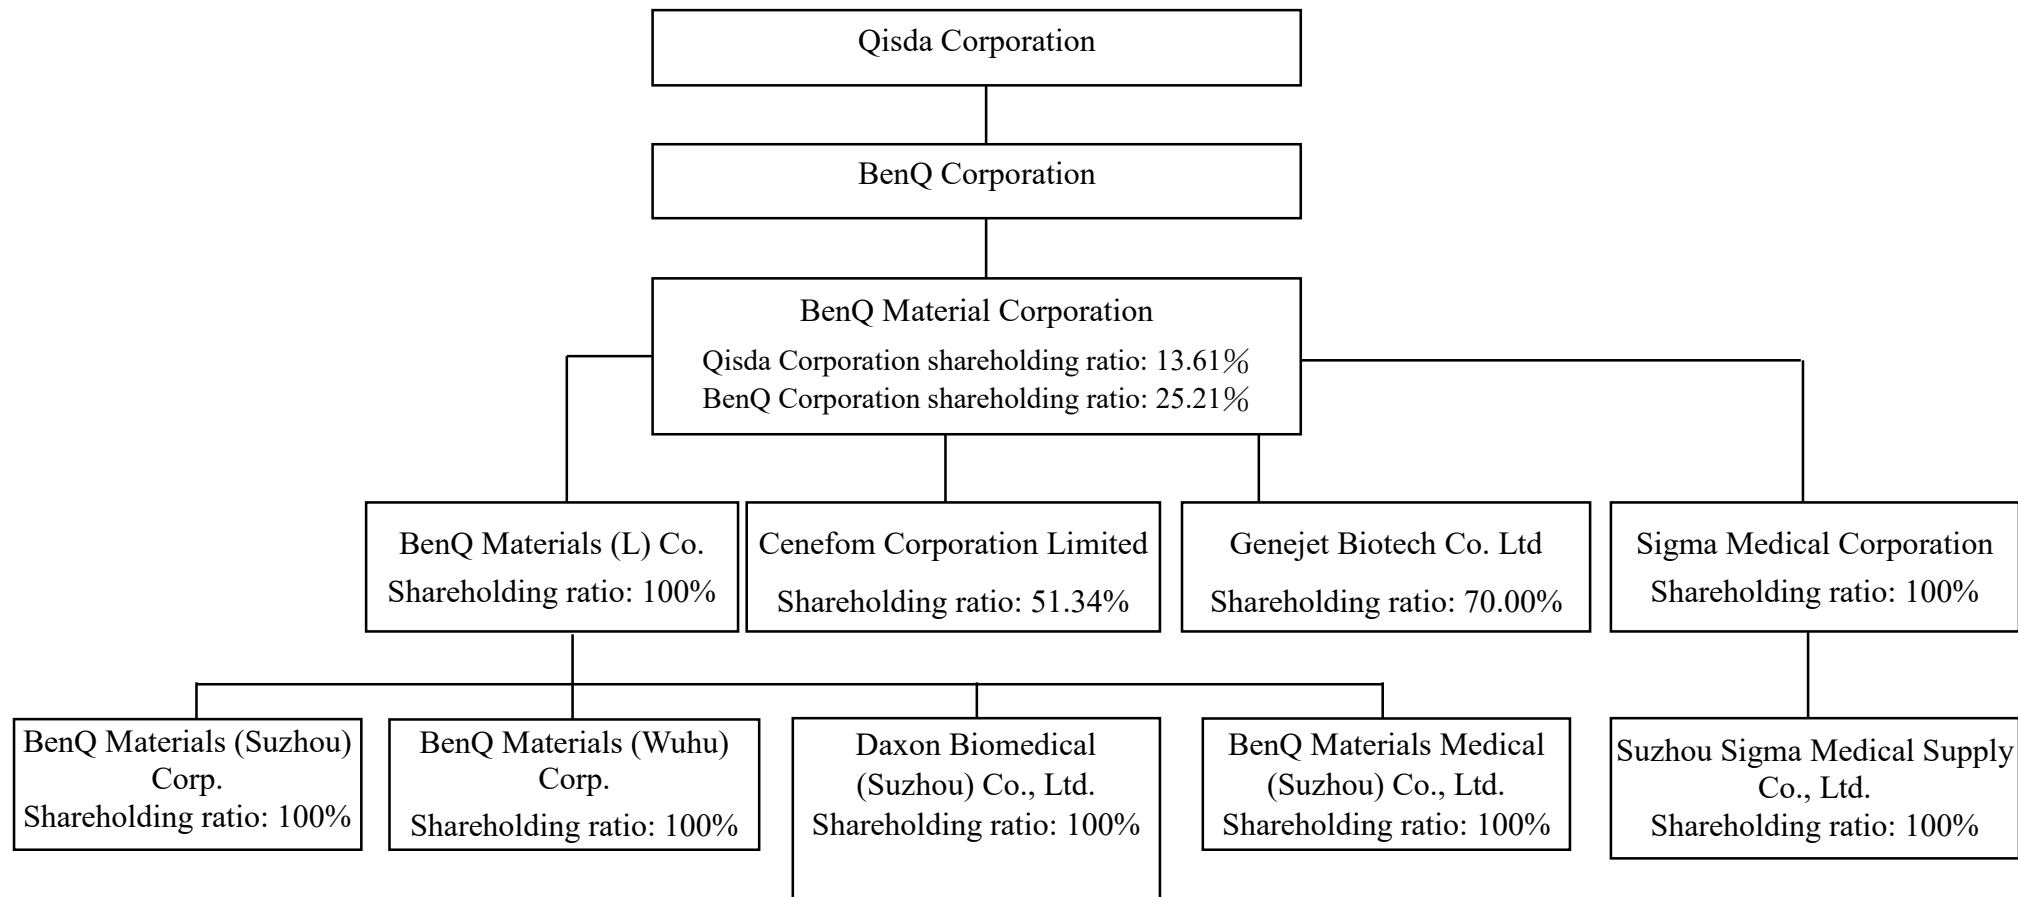 Qisda Corporation
BenQ Corporation
BenQ Material Corporation
Qisda Corporation shareholding ratio: 13.61%
BenQ Corporation shareholding ratio: 25.21%
BenQ Materials (L) Co.
Shareholding ratio: 100%
Cenefom Corporation Limited
Shareholding ratio: 51.34%
Genejet Biotech Co. Ltd
Shareholding ratio: 70.00%
Sigma Medical Corporation
Shareholding ratio: 100%
BenQ Materials (Suzhou)
Corp.
Shareholding ratio: 100%
BenQ Materials (Wuhu)
Corp.
Shareholding ratio: 100%
Daxon Biomedical
(Suzhou) Co., Ltd.
Shareholding ratio: 100%
BenQ Materials Medical
(Suzhou) Co., Ltd.
Shareholding ratio: 100%
Suzhou Sigma Medical Supply
Co., Ltd.
Shareholding ratio: 100%